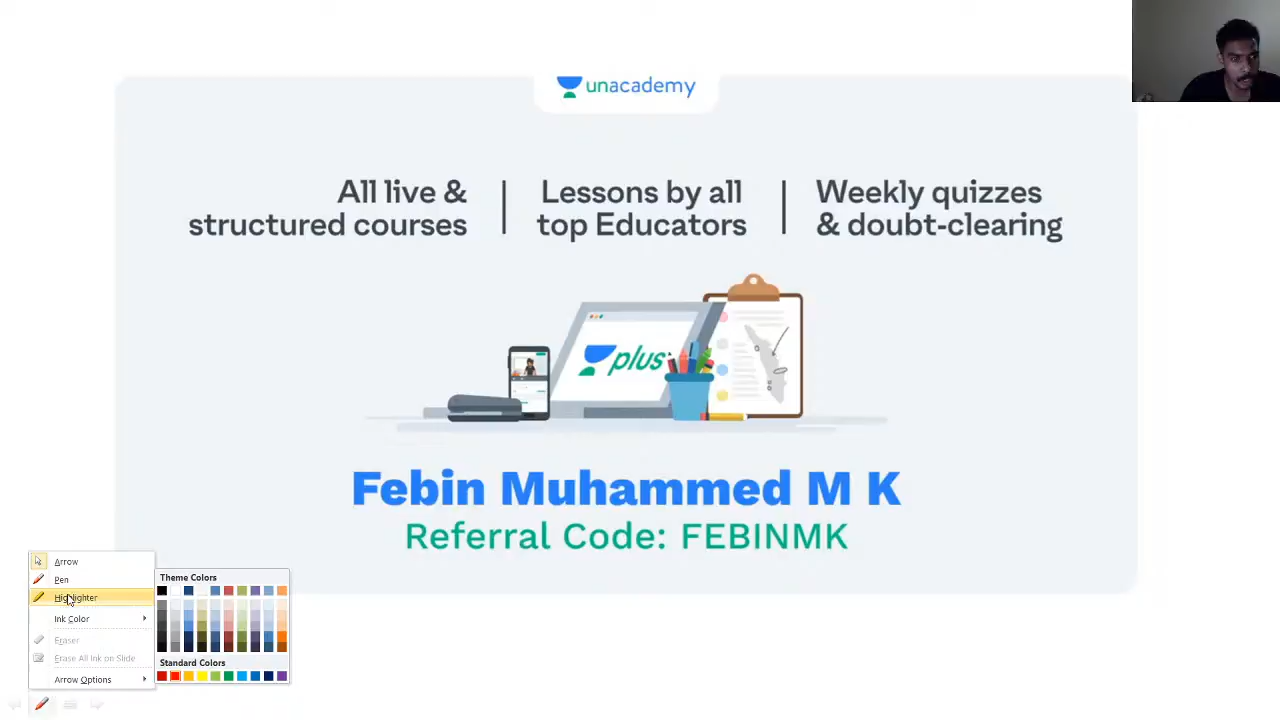 unacademy
All live &
structured courses
Lessons by all
top Educators
Weekly quizzes
& doubt-clearing
plus
Febin Muhammed M K
Referral Code: FEBINMK
Arrow
Pen
Highlighter
Ink Color
Eraser
Erase All Ink on Slide
Arrow Options
Theme Colors
Standard Colors